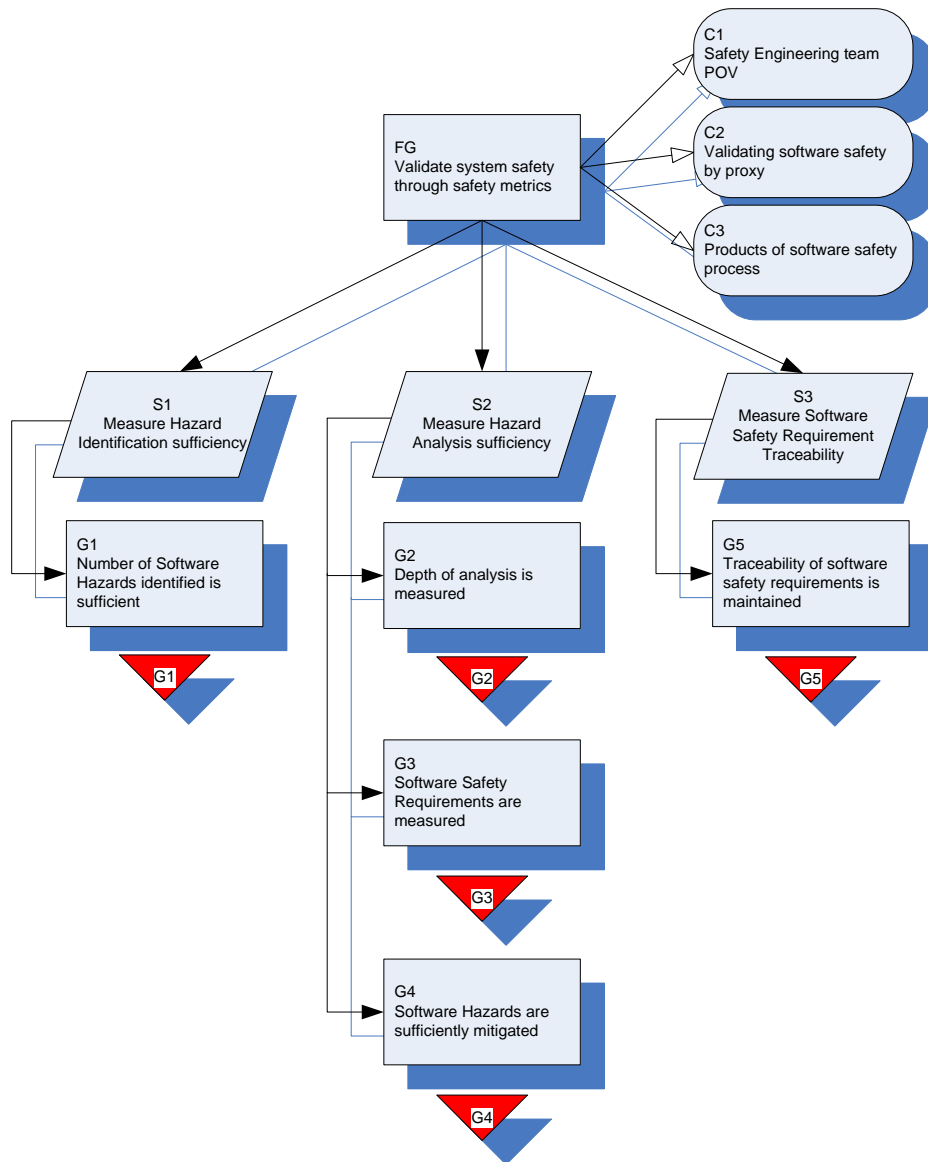 C1
Safety Engineering team
POV
FG
Validate system safety
through safety metrics
C2
Validating software safety
by proxy
C3
Products of software safety
process
S1
Measure Hazard
Identification sufficiency
S2
Measure Hazard
Analysis sufficiency
S3
Measure Software
Safety Requirement
Traceability
G1
Number of Software
Hazards identified is
sufficient
G1
G2
Depth of analysis is
measured
G2
G5
Traceability of software
safety requirements is
maintained
G5
G3
Software Safety
Requirements are
measured
G3
G4
Software Hazards are
sufficiently mitigated
G4